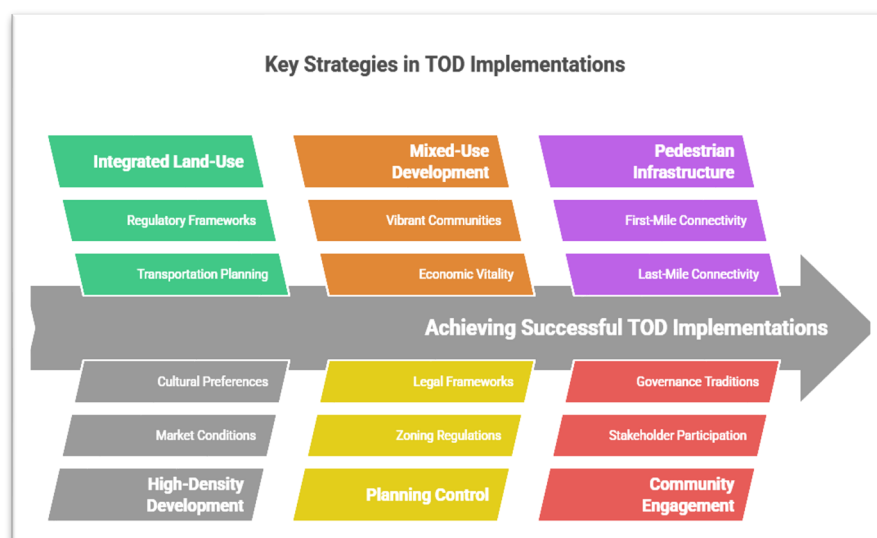 Key Strategies in TOD Implementations
Integrated Land-Use
Regulatory Frameworks
Transportation Planning
Mixed-Use
Development
Vibrant Communities
Economic Vitality
Pedestrian
Infrastructure
First-Mile Connectivity
Last-Mile Connectivity
Achieving Successful TOD Implementations
Cultural Preferences
Market Conditions
High-Density
Development
Legal Frameworks
Zoning Regulations
Planning Control
Governance Traditions
Stakeholder Participation
Community
Engagement